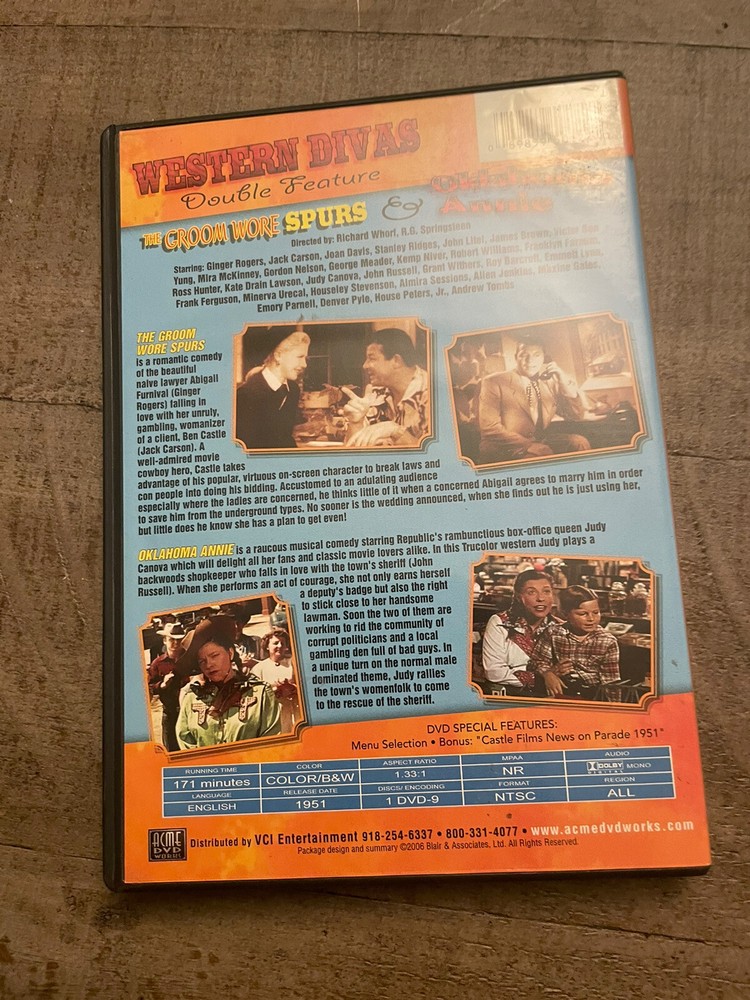 WESTERN DIVAS
Double Feature
THE GROOM WORE SPURS & Oklahoma Annie
Directed by: Richard Whorf, R.G. Springsteen
Starring: Ginger Rogers, Jack Carson, Joan Davis, Stanley Ridges, John Litel, James Brown, Victor Sen
Yung, Mira McKinney, Gordon Nelson, George Meader, Kemp Niver, Robert Williams, Franklyn Farnum,
Ross Hunter, Kate Drain Lawson, Judy Canova, John Russell, Grant Withers, Roy Barcroft, Emmett Lynn,
Frank Ferguson, Minerva Urecal, Houseley Stevenson, Almira Sessions, Allen Jenkins, Maxine Gates,
Emory Parnell, Denver Pyle, House Peters, Jr., Andrew Tombs
THE GROOM
WORE SPURS
is a romantic comedy
of the beautiful
naive lawyer Abigail
Furnival (Ginger
Rogers) falling in
love with her unruly,
gambling, womanizer
of a client, Ben Castle
(Jack Carson). A
well-admired movie
cowboy hero, Castle takes
advantage of his popular, virtuous on-screen character to break laws and
con people into doing his bidding. Accustomed to an adulating audience
especially where the ladies are concerned, he thinks little of it when a concerned Abigail agrees to marry him in order
to save him from the underground types. No sooner is the wedding announced, when she finds out he is just using her,
but little does he know she has a plan to get even!
OKLAHOMA ANNIE is a raucous musical comedy starring Republic's rambunctious box-office queen Judy
Canova which will delight all her fans and classic movie lovers alike. In this Trucolor western Judy plays a
backwoods shopkeeper who falls in love with the town's sheriff (John
Russell). When she performs an act of courage, she not only earns herself
a deputy's badge but also the right
to stick close to her handsome
lawman. Soon the two of them are
working to rid the community of
corrupt politicians and a local
gambling den full of bad guys. In
a unique turn on the normal male
dominated theme, Judy rallies
the town's womenfolk to come
to the rescue of the sheriff.
DVD SPECIAL FEATURES:
Menu Selection • Bonus: "Castle Films News on Parade 1951"
RUNNING TIME COLOR ASPECT RATIO MPAA AUDIO
171 minutes COLOR/B&W 1.33:1 NR DOLBY DIGITAL MONO
LANGUAGE RELEASE DATE DISCS/ENCODING FORMAT REGION
ENGLISH 1951 1 DVD-9 NTSC ALL
ACME DVD WORKS
Distributed by VCI Entertainment 918-254-6337 • 800-331-4077 • www.acmedvdworks.com
Package design and summary ©2006 Blair & Associates, Ltd. All Rights Reserved.